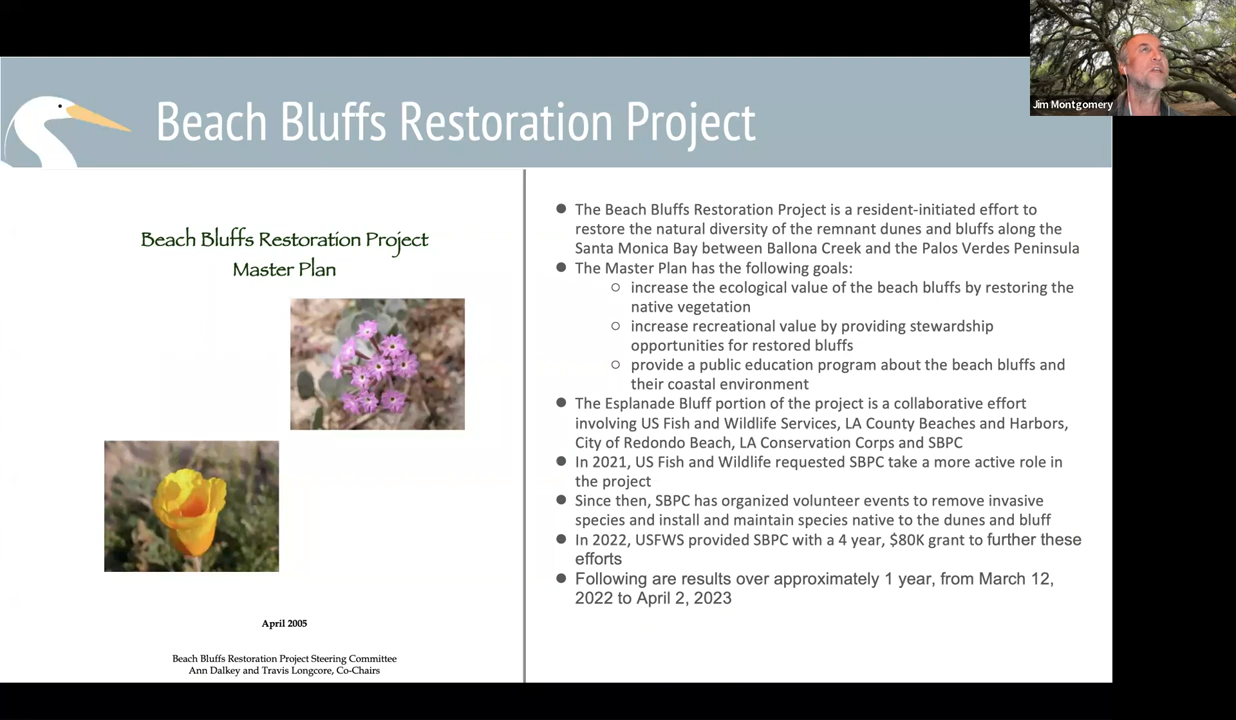 Jim Montgomery
Beach Bluffs Restoration Project
Beach Bluffs Restoration Project
Master Plan
April 2005
Beach Bluffs Restoration Project Steering Committee
Ann Dalkey and Travis Longcore, Co-Chairs
● The Beach Bluffs Restoration Project is a resident-initiated effort to
restore the natural diversity of the remnant dunes and bluffs along the
Santa Monica Bay between Ballona Creek and the Palos Verdes Peninsula
● The Master Plan has the following goals:
○ increase the ecological value of the beach bluffs by restoring the
native vegetation
○ increase recreational value by providing stewardship
opportunities for restored bluffs
○ provide a public education program about the beach bluffs and
their coastal environment
● The Esplanade Bluff portion of the project is a collaborative effort
involving US Fish and Wildlife Services, LA County Beaches and Harbors,
City of Redondo Beach, LA Conservation Corps and SBPC
● In 2021, US Fish and Wildlife requested SBPC take a more active role in
the project
● Since then, SBPC has organized volunteer events to remove invasive
species and install and maintain species native to the dunes and bluff
● In 2022, USFWS provided SBPC with a 4 year, $80K grant to further these
efforts
● Following are results over approximately 1 year, from March 12,
2022 to April 2, 2023